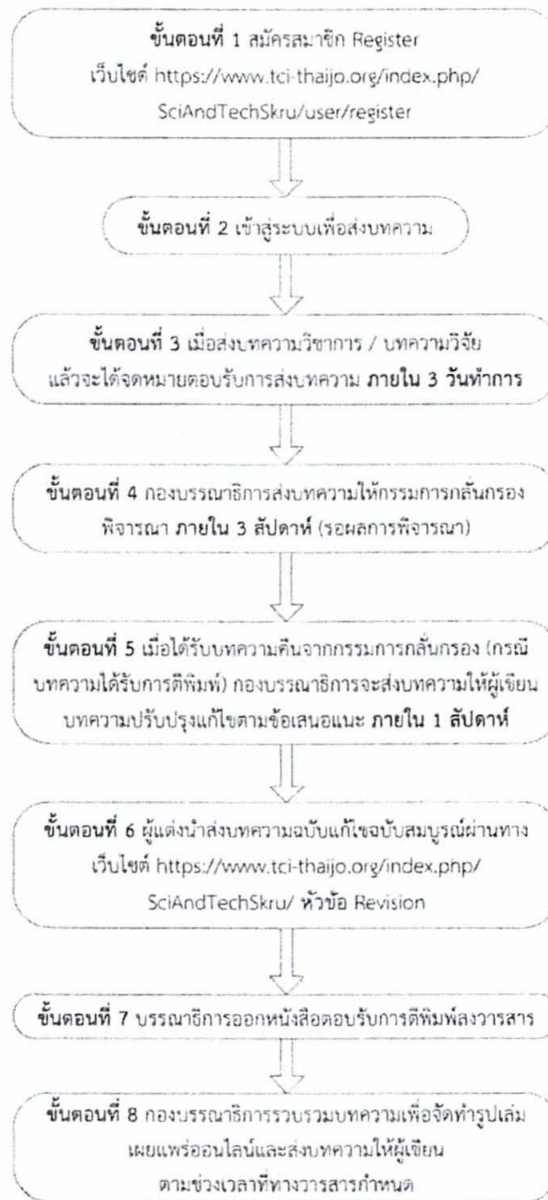 ขั้นตอนที่ 1 สมัครสมาชิก Register
เว็บไซต์ https://www.tci-thaijo.org/index.php/
SciAndTechSkru/user/register
ขั้นตอนที่ 2 เข้าสู่ระบบเพื่อส่งบทความ
ขั้นตอนที่ 3 เมื่อส่งบทความวิชาการ / บทความวิจัย
แล้วจะได้จดหมายตอบรับการส่งบทความ ภายใน 3 วันทำการ
ขั้นตอนที่ 4 กองบรรณาธิการส่งบทความให้กรรมการกลั่นกรอง
พิจารณา ภายใน 3 สัปดาห์ (รอผลการพิจารณา)
ขั้นตอนที่ 5 เมื่อได้รับบทความคืนจากกรรมการกลั่นกรอง (กรณี
บทความได้รับการตีพิมพ์) กองบรรณาธิการจะส่งบทความให้ผู้เขียน
บทความปรับปรุงแก้ไขตามข้อเสนอแนะ ภายใน 1 สัปดาห์
ขั้นตอนที่ 6 ผู้แต่งนำส่งบทความฉบับแก้ไขฉบับสมบูรณ์ผ่านทาง
เว็บไซต์ https://www.tci-thaijo.org/index.php/
SciAndTechSkru/ หัวข้อ Revision
ขั้นตอนที่ 7 บรรณาธิการออกหนังสือตอบรับการตีพิมพ์ลงวารสาร
ขั้นตอนที่ 8 กองบรรณาธิการรวบรวมบทความเพื่อจัดทำรูปเล่ม
เผยแพร่ออนไลน์และส่งบทความให้ผู้เขียน
ตามช่วงเวลาที่ทางวารสารกำหนด